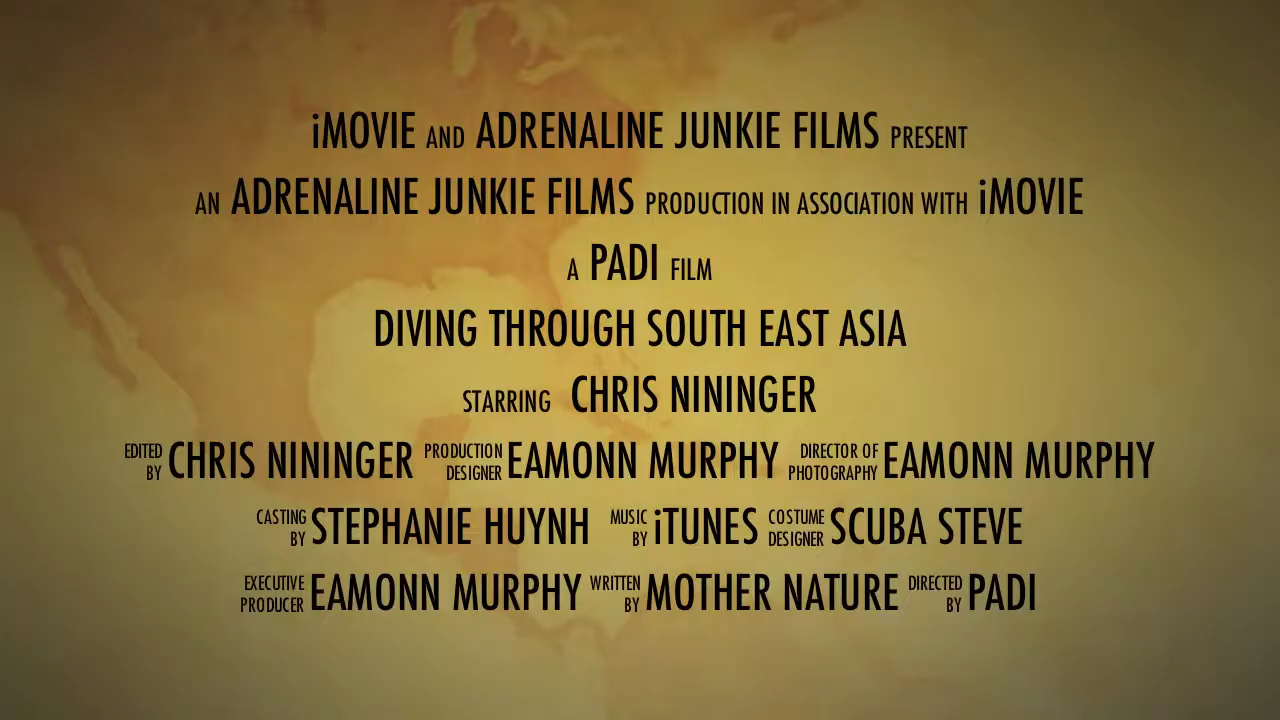 iMOVIE AND ADRENALINE JUNKIE FILMS PRESENT
AN ADRENALINE JUNKIE FILMS PRODUCTION IN ASSOCIATION WITH iMOVIE
A PADI FILM
DIVING THROUGH SOUTH EAST ASIA
STARRING CHRIS NININGER
EDITED BY CHRIS NININGER PRODUCTION DESIGNER EAMONN MURPHY DIRECTOR OF PHOTOGRAPHY EAMONN MURPHY
CASTING BY STEPHANIE HUYNH MUSIC BY iTUNES COSTUME DESIGNER SCUBA STEVE
EXECUTIVE PRODUCER EAMONN MURPHY WRITTEN BY MOTHER NATURE DIRECTED BY PADI